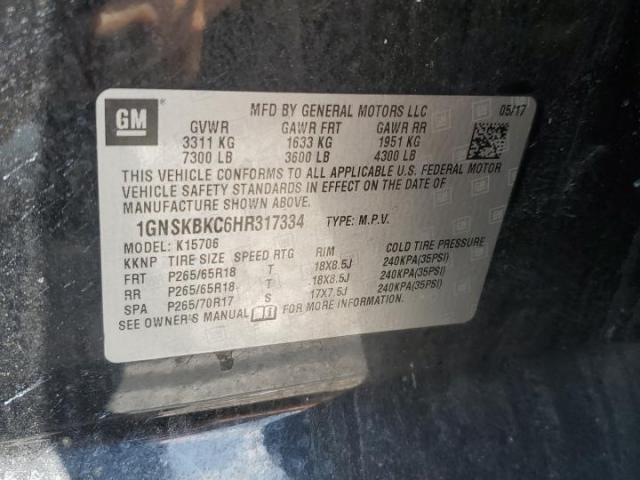 GM ®
MFD BY GENERAL MOTORS LLC 05/17
GVWR GAWR FRT GAWR RR
3311 KG 1633 KG 1951 KG
7300 LB 3600 LB 4300 LB
THIS VEHICLE CONFORMS TO ALL APPLICABLE U.S. FEDERAL MOTOR
VEHICLE SAFETY STANDARDS IN EFFECT ON THE DATE OF
MANUFACTURE SHOWN ABOVE.
1GNSKBKC6HR317334 TYPE: M.P.V.
MODEL: K15706
KKNP TIRE SIZE SPEED RTG RIM COLD TIRE PRESSURE
FRT P265/65R18 T 18X8.5J 240KPA(35PSI)
RR P265/65R18 T 18X8.5J 240KPA(35PSI)
SPA P265/70R17 S 17X7.5J 240KPA(35PSI)
SEE OWNER'S MANUAL